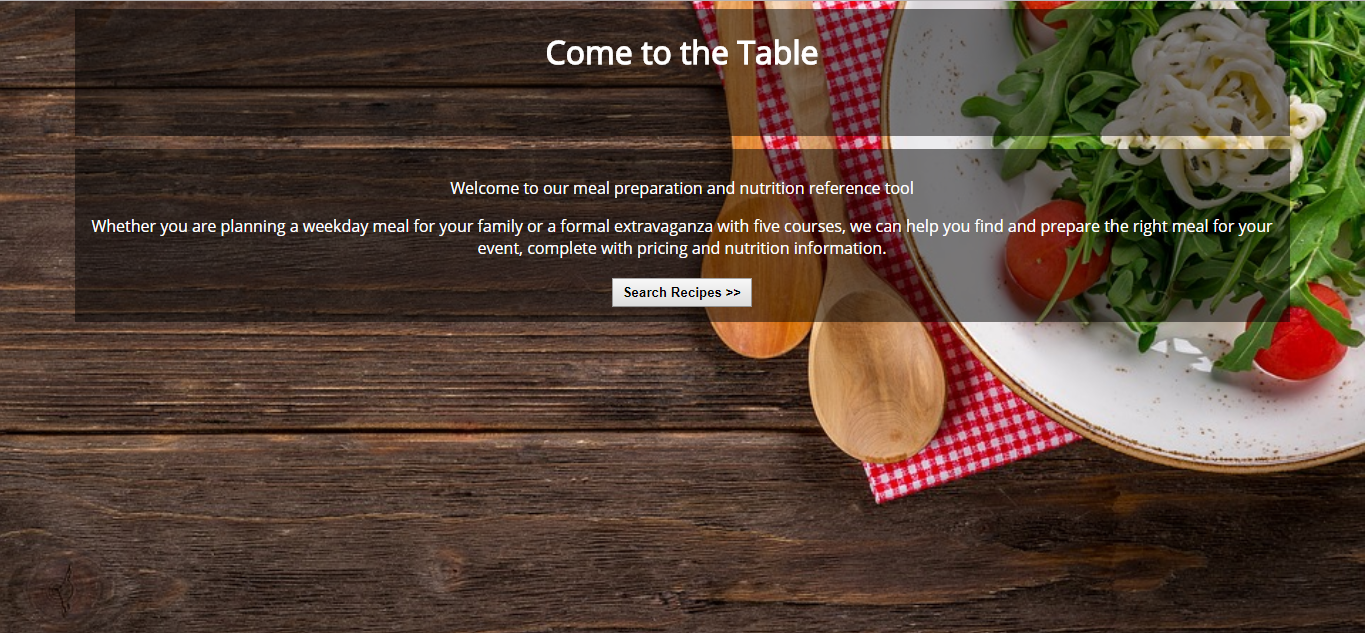 Come to the Table
Welcome to our meal preparation and nutrition reference tool
Whether you are planning a weekday meal for your family or a formal extravaganza with five courses, we can help you find and prepare the right meal for your
event, complete with pricing and nutrition information.
Search Recipes >>